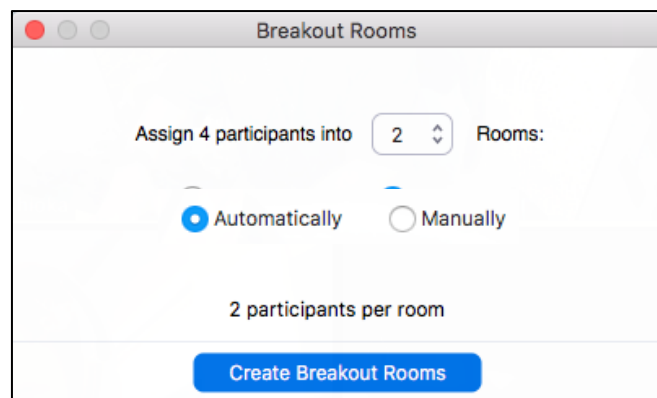 Breakout Rooms
Assign 4 participants into 2 Rooms:
Automatically Manually
2 participants per room
Create Breakout Rooms